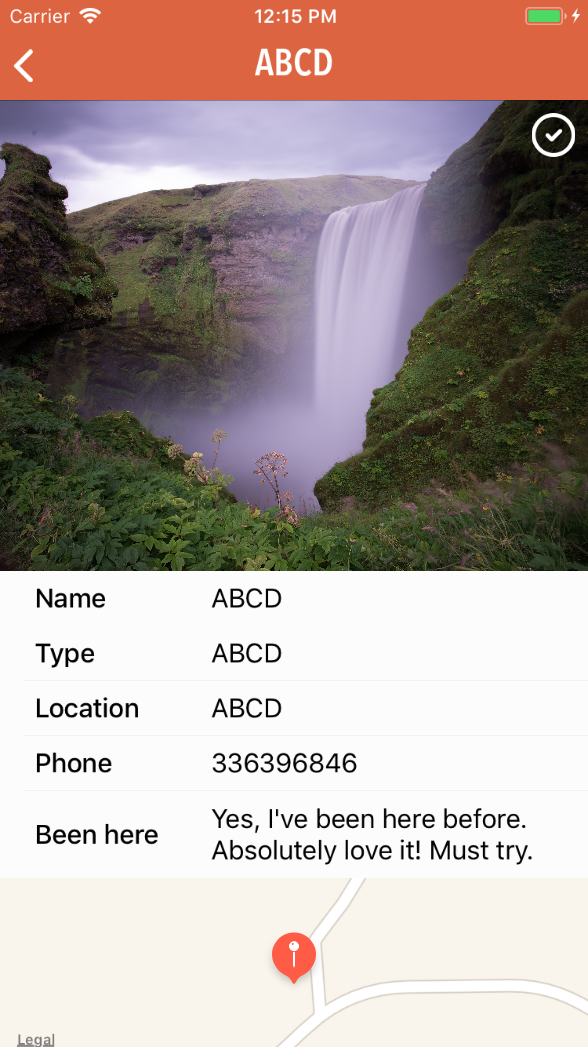 Carrier 12:15 PM
ABCD
Name ABCD
Type ABCD
Location ABCD
Phone 336396846
Been here Yes, I've been here before.
Absolutely love it! Must try.
Legal